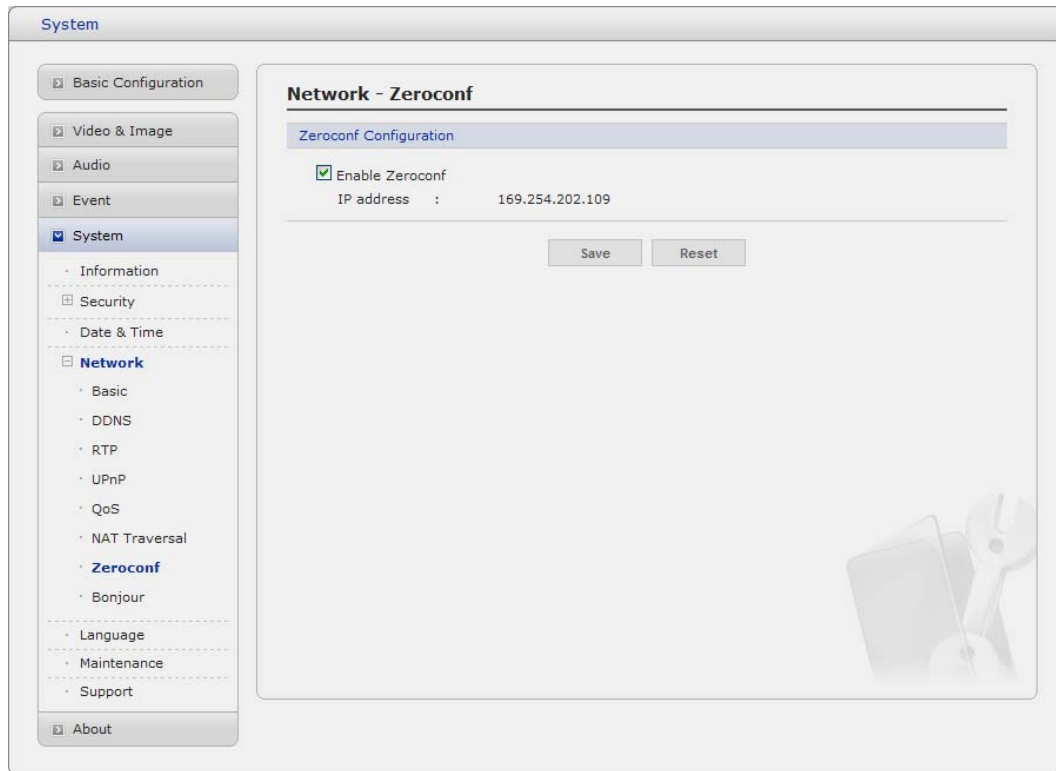 System
Basic Configuration
Video & Image
Audio
Event
System
Information
Security
Date & Time
Network
Basic
DDNS
RTP
UPnP
QoS
NAT Traversal
Zeroconf
Bonjour
Language
Maintenance
Support
About
Network - Zeroconf
Zeroconf Configuration
Enable Zeroconf
IP address : 169.254.202.109
Save Reset